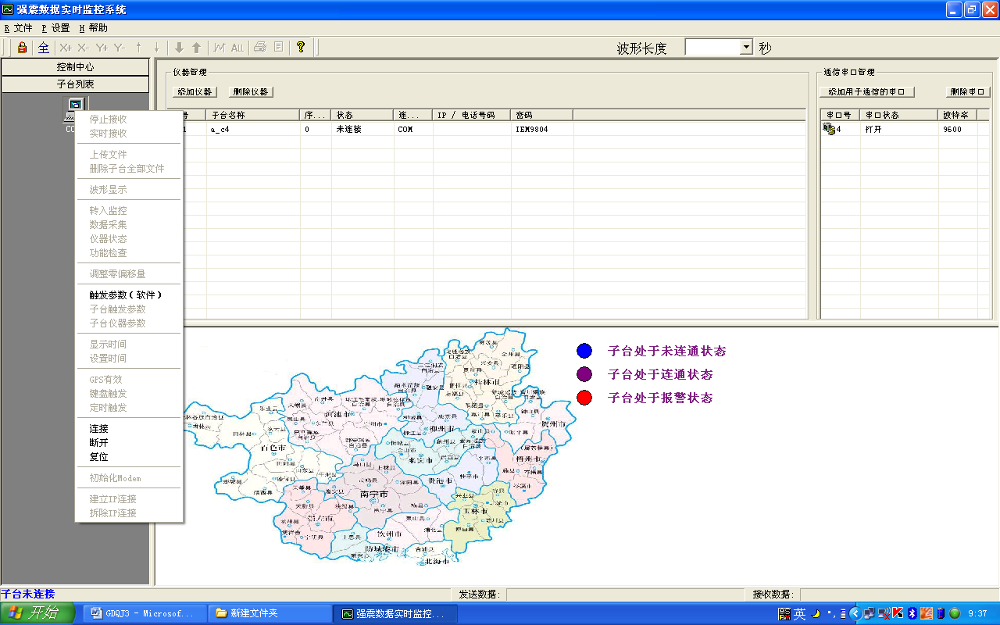 强震数据实时监控系统
R 文件 P 设置 H 帮助
全 X+ X- Y+ Y- ALL ? 波形长度 秒
控制中心
子台列表
仪器管理
添加仪器 删除仪器
子台名称 序... 状态 连... IP / 电话号码 密码
a_c4 0 未连接 COM IEM9804
通信串口管理
添加用于通信的串口 删除串口
串口号 串口状态 波特率
4 打开 9600
停止接收
实时接收
上传文件
删除子台全部文件
波形显示
转入监控
数据采集
仪器状态
功能检查
调整零偏移量
触发参数(软件)
子台触发参数
子台仪器参数
显示时间
设置时间
GPS有效
键盘触发
定时触发
连接
断开
复位
初始化Modem
建立IP连接
拆除IP连接
子台处于未连通状态
子台处于连通状态
子台处于报警状态
桂林市
河池市
柳州市
贺州市
百色市
来宾市
梧州市
贵港市
南宁市
玉林市
崇左市
钦州市
防城港市
北海市
子台未连接 发送数据: 接收数据:
开始 GDQJ3 - Microsof... 新建文件夹 强震数据实时监控... 英 9:37